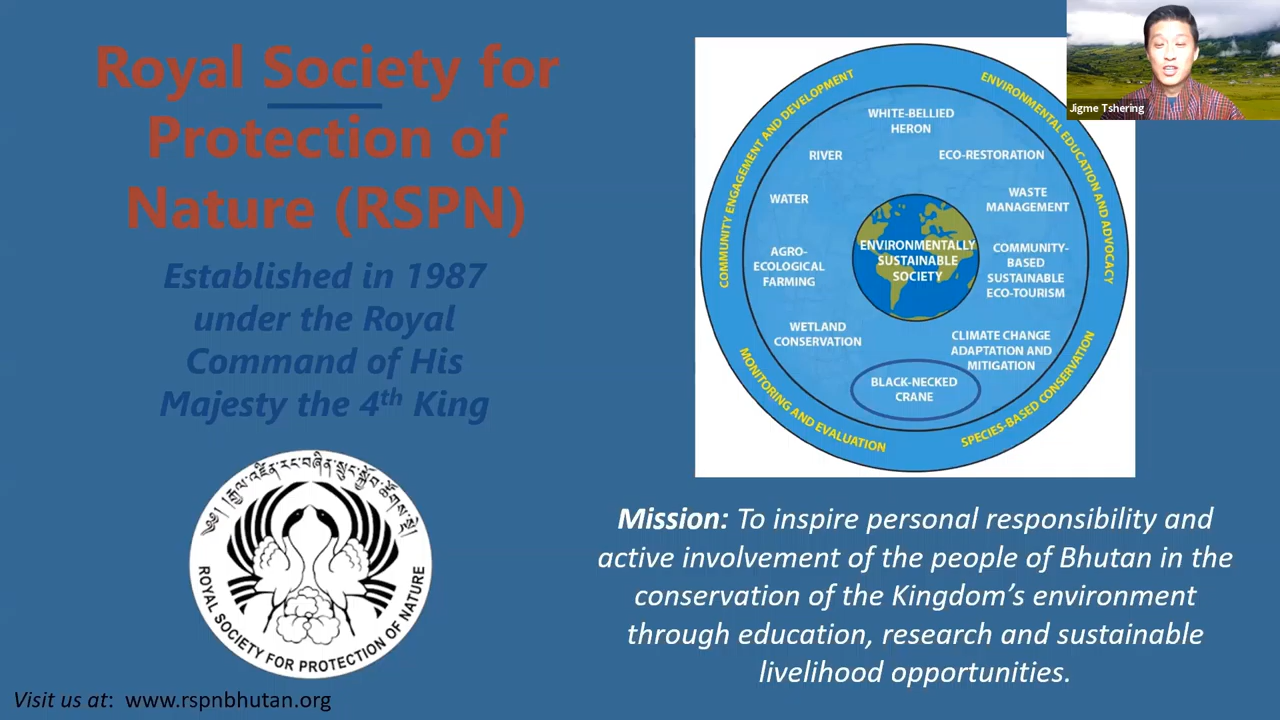 Royal Society for
Protection of
Nature (RSPN)
Established in 1987
under the Royal
Command of His
Majesty the 4th King
ROYAL SOCIETY FOR PROTECTION OF NATURE
Visit us at: www.rspnbhutan.org
COMMUNITY ENGAGEMENT AND DEVELOPMENT
ENVIRONMENTAL EDUCATION AND ADVOCACY
MONITORING AND EVALUATION
SPECIES-BASED CONSERVATION
WHITE-BELLIED
HERON
RIVER
ECO-RESTORATION
WATER
WASTE
MANAGEMENT
AGRO-
ECOLOGICAL
FARMING
ENVIRONMENTALLY
SUSTAINABLE
SOCIETY
COMMUNITY-
BASED
SUSTAINABLE
ECO-TOURISM
WETLAND
CONSERVATION
CLIMATE CHANGE
ADAPTATION AND
MITIGATION
BLACK-NECKED
CRANE
Mission: To inspire personal responsibility and
active involvement of the people of Bhutan in the
conservation of the Kingdom’s environment
through education, research and sustainable
livelihood opportunities.
Jigme Tshering